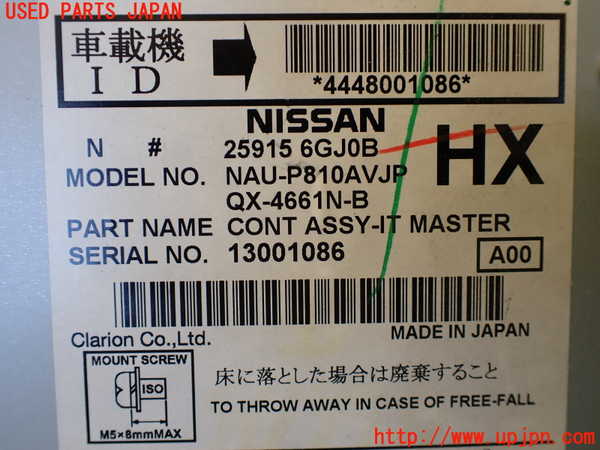 USED PARTS JAPAN
車載機
ID
*4448001086*
NISSAN
N # 25915 6GJ0B
HX
MODEL NO. NAU-P810AVJP
QX-4661N-B
PART NAME CONT ASSY-IT MASTER
SERIAL NO. 13001086
A00
Clarion Co.,Ltd.
MADE IN JAPAN
MOUNT SCREW
ISO
M5×8mmMAX
床に落とした場合は廃棄すること
TO THROW AWAY IN CASE OF FREE-FALL
http://www.upjpn.com